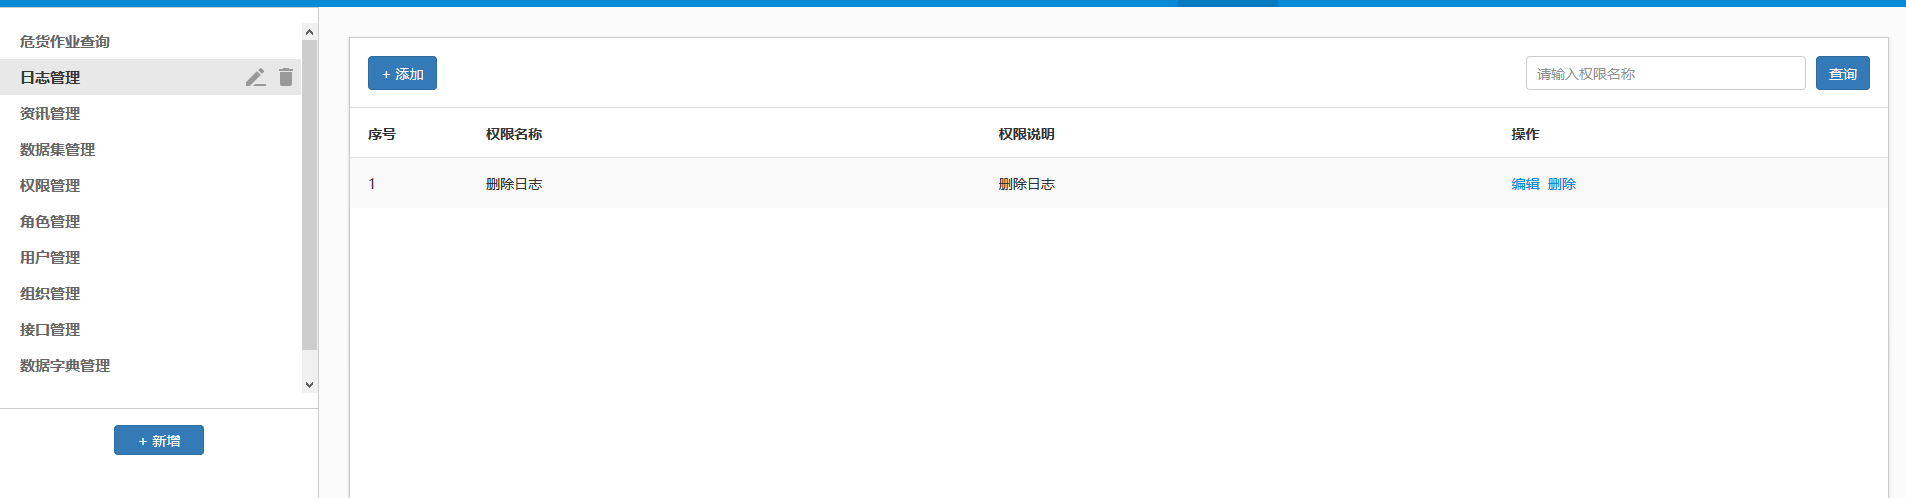 危货作业查询
日志管理
资讯管理
数据集管理
权限管理
角色管理
用户管理
组织管理
接口管理
数据字典管理
+ 新增
+ 添加
请输入权限名称 查询
序号 权限名称 权限说明 操作
1 删除日志 删除日志 编辑 删除